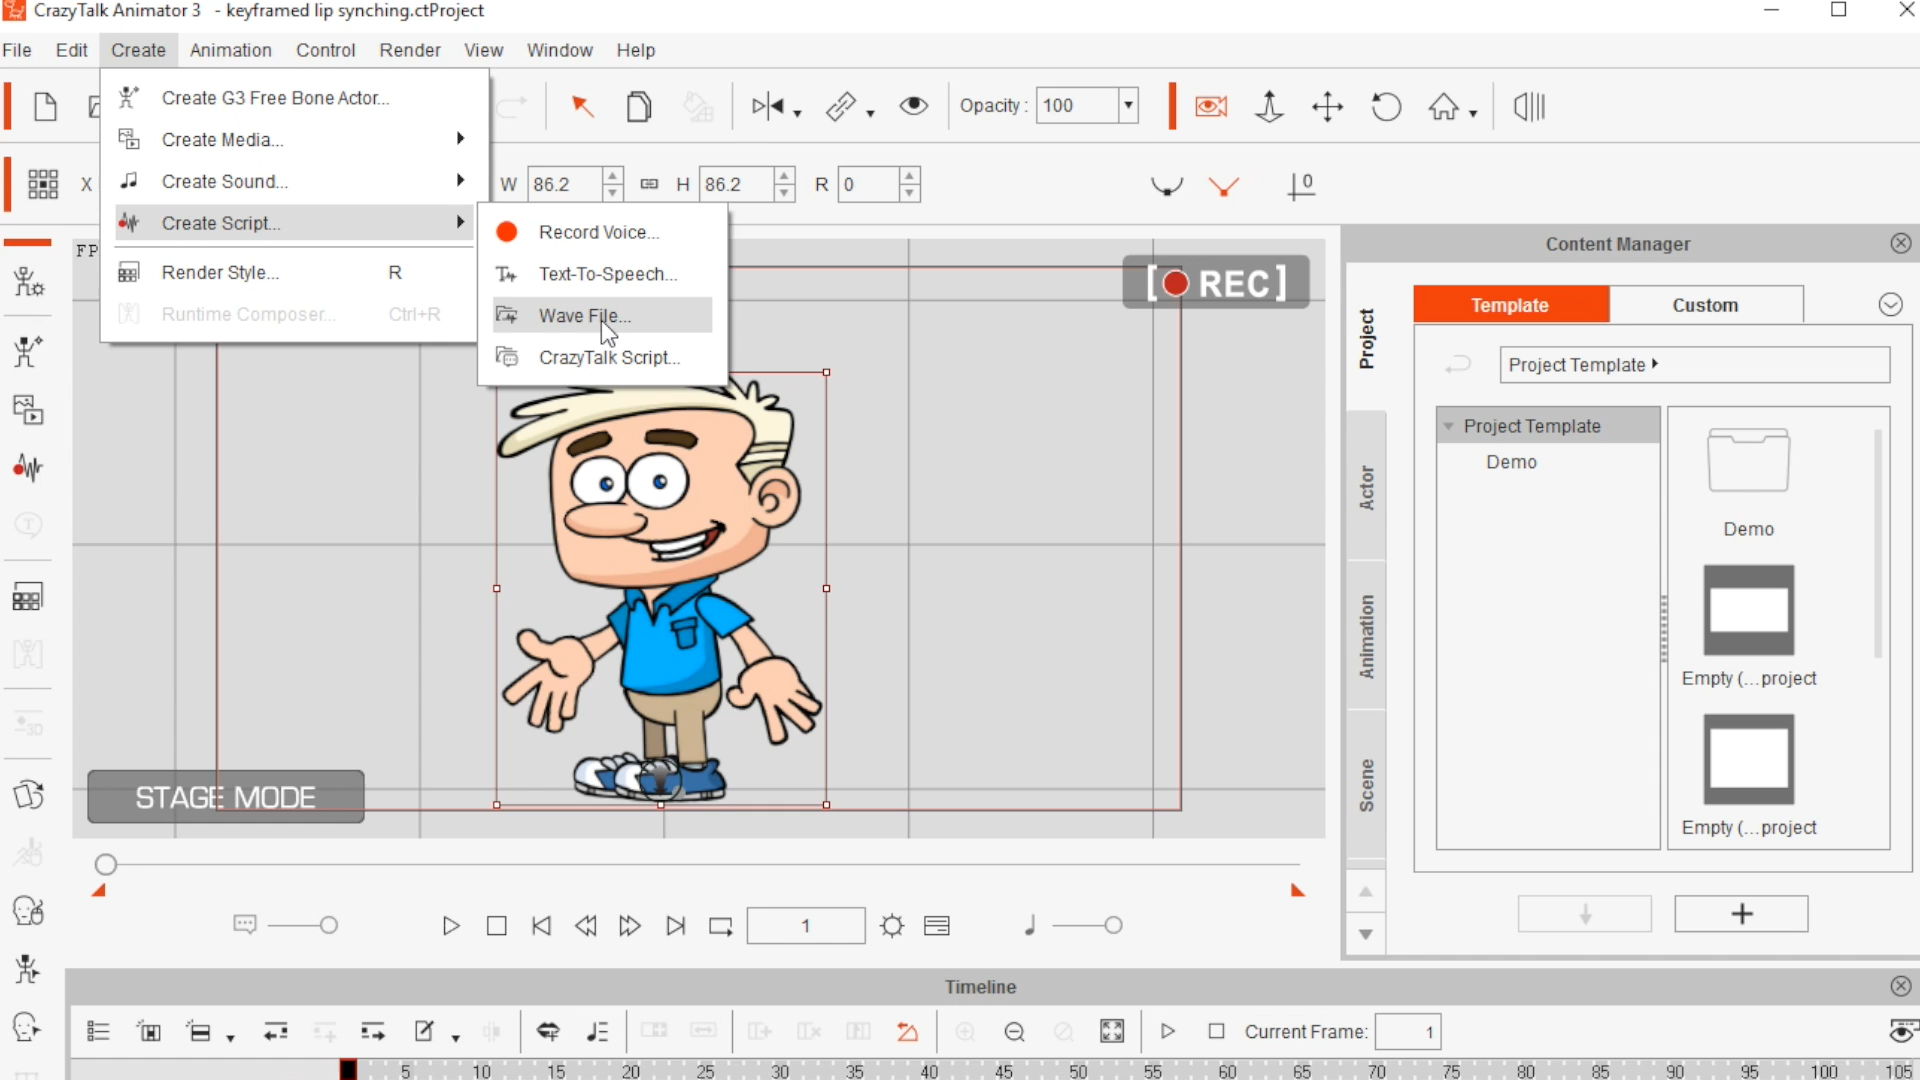 CrazyTalk Animator 3 - keyframed lip synching.ctProject
File Edit Create Animation Control Render View Window Help
Create G3 Free Bone Actor...
Create Media...
Create Sound...
Create Script...
Render Style... R
Runtime Composer... Ctrl+R
Record Voice...
Text-To-Speech...
Wave File...
CrazyTalk Script...
Opacity: 100
X W 86.2 H 86.2 R 0
0
FP
[ REC]
STAGE MODE
3D
Content Manager
Project
Actor
Animation
Scene
Template Custom
Project Template
Project Template
Demo
Demo
Empty (...project
Empty (...project
1
Timeline
Current Frame: 1
5 10 15 20 25 30 35 40 45 50 55 60 65 70 75 80 85 90 95 100 105